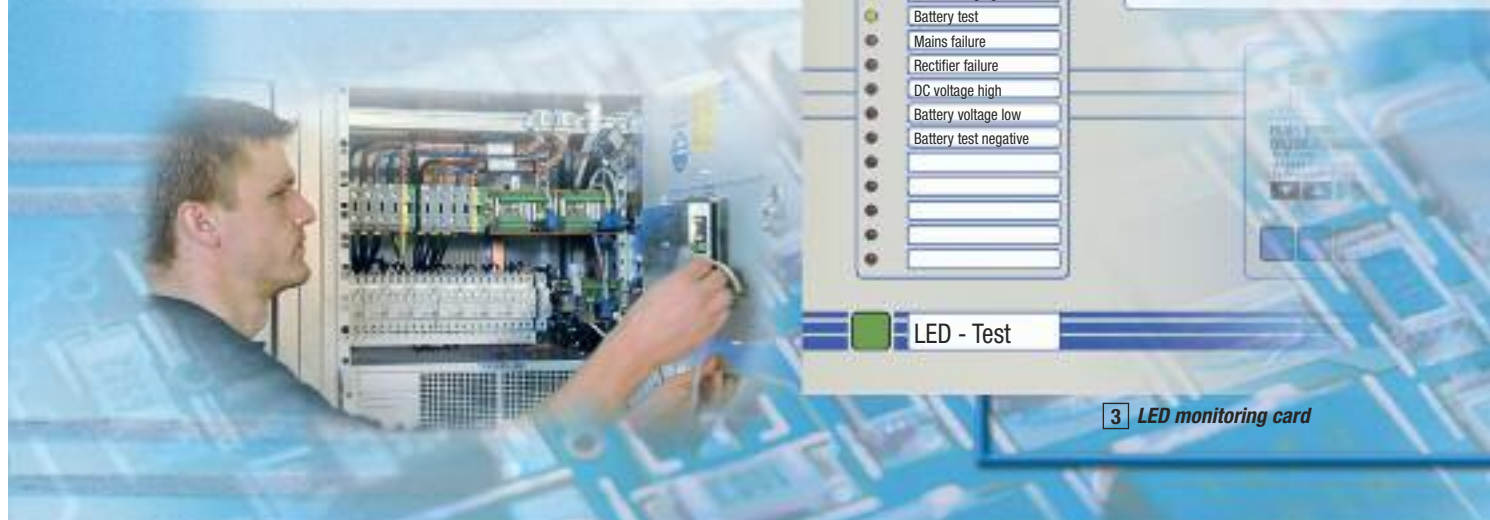 Battery test
Mains failure
Rectifier failure
DC voltage high
Battery voltage low
Battery test negative
LED - Test
3 LED monitoring card